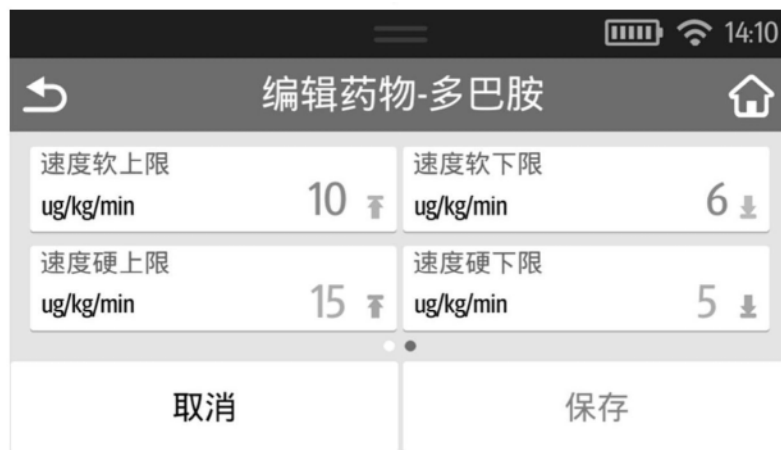 14:10
编辑药物-多巴胺
速度软上限
ug/kg/min 10
速度软下限
ug/kg/min 6
速度硬上限
ug/kg/min 15
速度硬下限
ug/kg/min 5
取消
保存